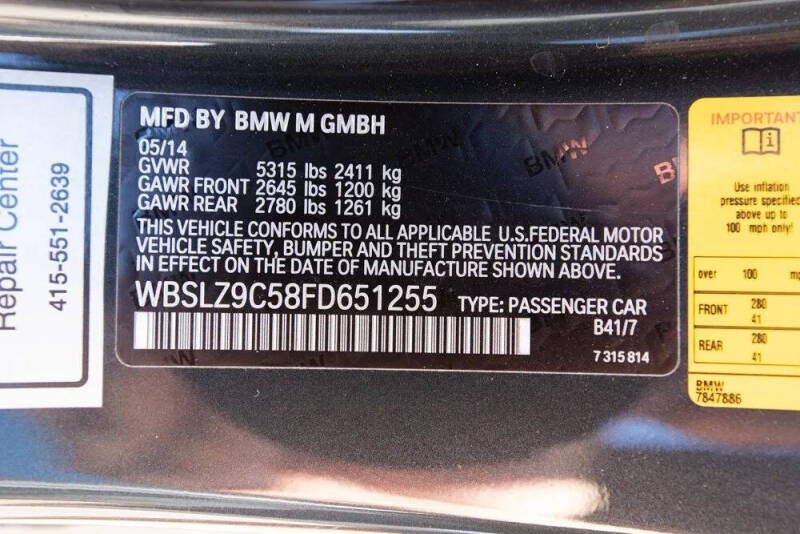 Repair Center
415-551-2639
MFD BY BMW M GMBH
05/14
GVWR 5315 lbs 2411 kg
GAWR FRONT 2645 lbs 1200 kg
GAWR REAR 2780 lbs 1261 kg
THIS VEHICLE CONFORMS TO ALL APPLICABLE U.S.FEDERAL MOTOR
VEHICLE SAFETY, BUMPER AND THEFT PREVENTION STANDARDS
IN EFFECT ON THE DATE OF MANUFACTURE SHOWN ABOVE
WBSLZ9C58FD651255 TYPE: PASSENGER CAR
B41/7
7 315 814
IMPORTANT
Use inflation
pressure specified
above up to
100 mph only!
over 100 mp
FRONT 280
41
REAR 280
41
BMW
7847886